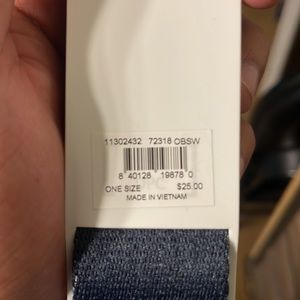 11302432 72318 OBSW
8 40128 19878 0
ONE SIZE $25.00
MADE IN VIETNAM